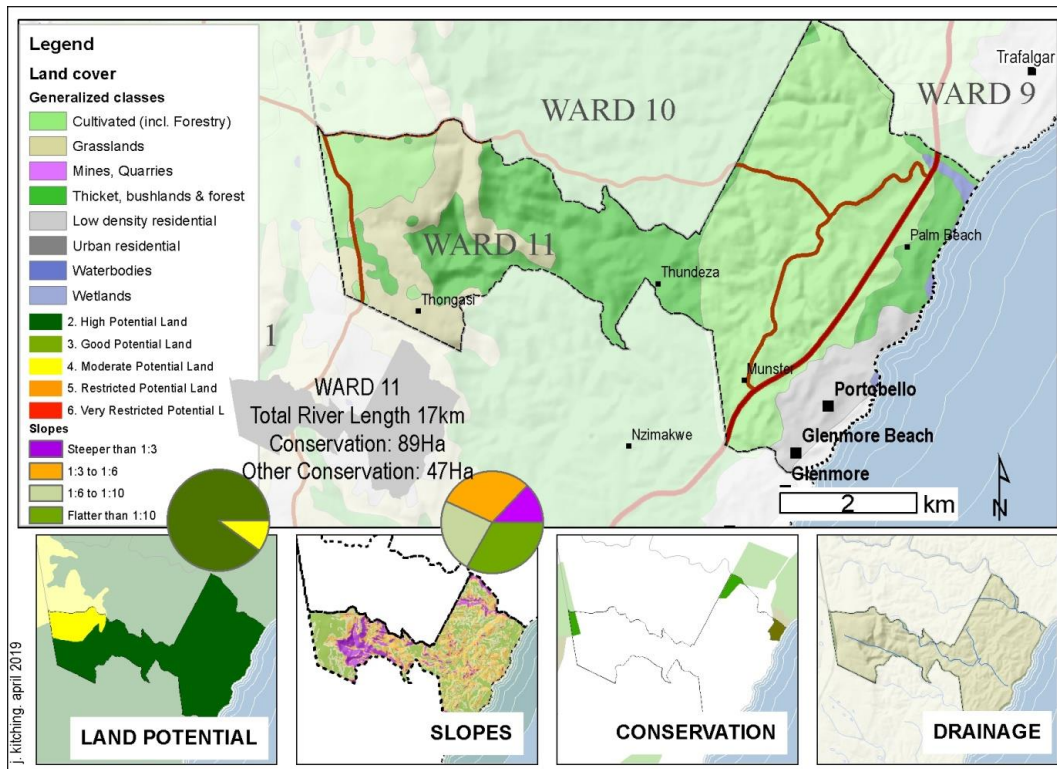 Legend
Land cover
Generalized classes
Cultivated (incl. Forestry)
Grasslands
Mines, Quarries
Thicket, bushlands & forest
Low density residential
Urban residential
Waterbodies
Wetlands
2. High Potential Land
3. Good Potential Land
4. Moderate Potential Land
5. Restricted Potential Land
6. Very Restricted Potential L
Slopes
Steeper than 1:3
1:3 to 1:6
1:6 to 1:10
Flatter than 1:10
Trafalgar
WARD 9
WARD 10
WARD 11
Palm Beach
Thundeza
Thongasi
1
Munster
Portobello
Nzimakwe
Glenmore Beach
Glenmore
WARD 11
Total River Length 17km
Conservation: 89Ha
Other Conservation: 47Ha
2 km
N
LAND POTENTIAL
SLOPES
CONSERVATION
DRAINAGE
j. kitching. april 2019